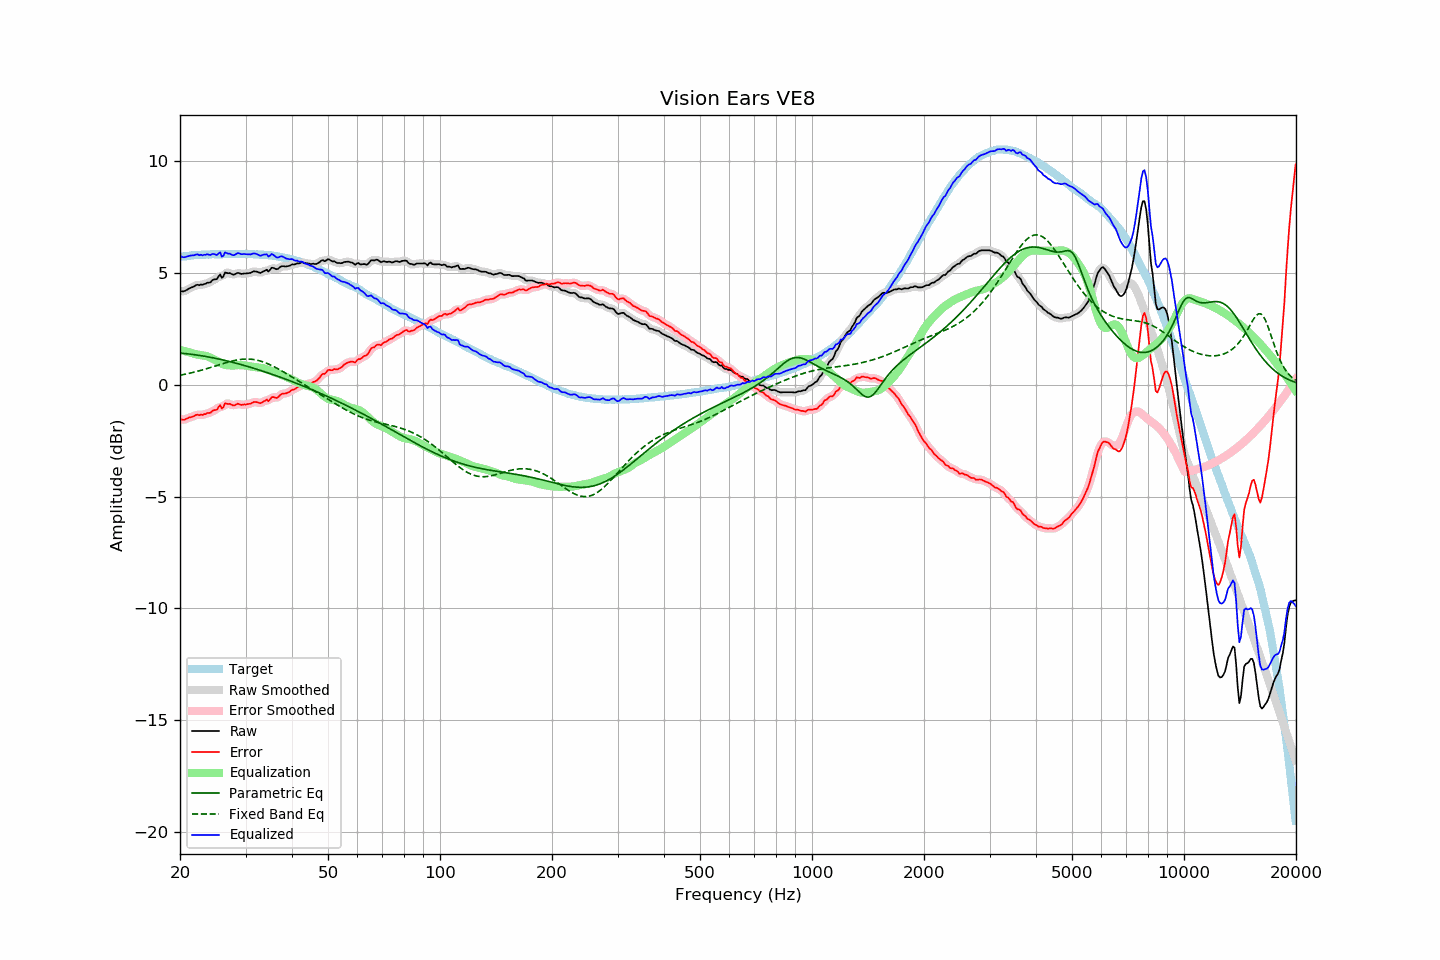 Vision Ears VE8
10
5
0
−5
−10
−15
−20
Amplitude (dBr)
Target
Raw Smoothed
Error Smoothed
Raw
Error
Equalization
Parametric Eq
Fixed Band Eq
Equalized
20 50 100 200 500 1000 2000 5000 10000 20000
Frequency (Hz)